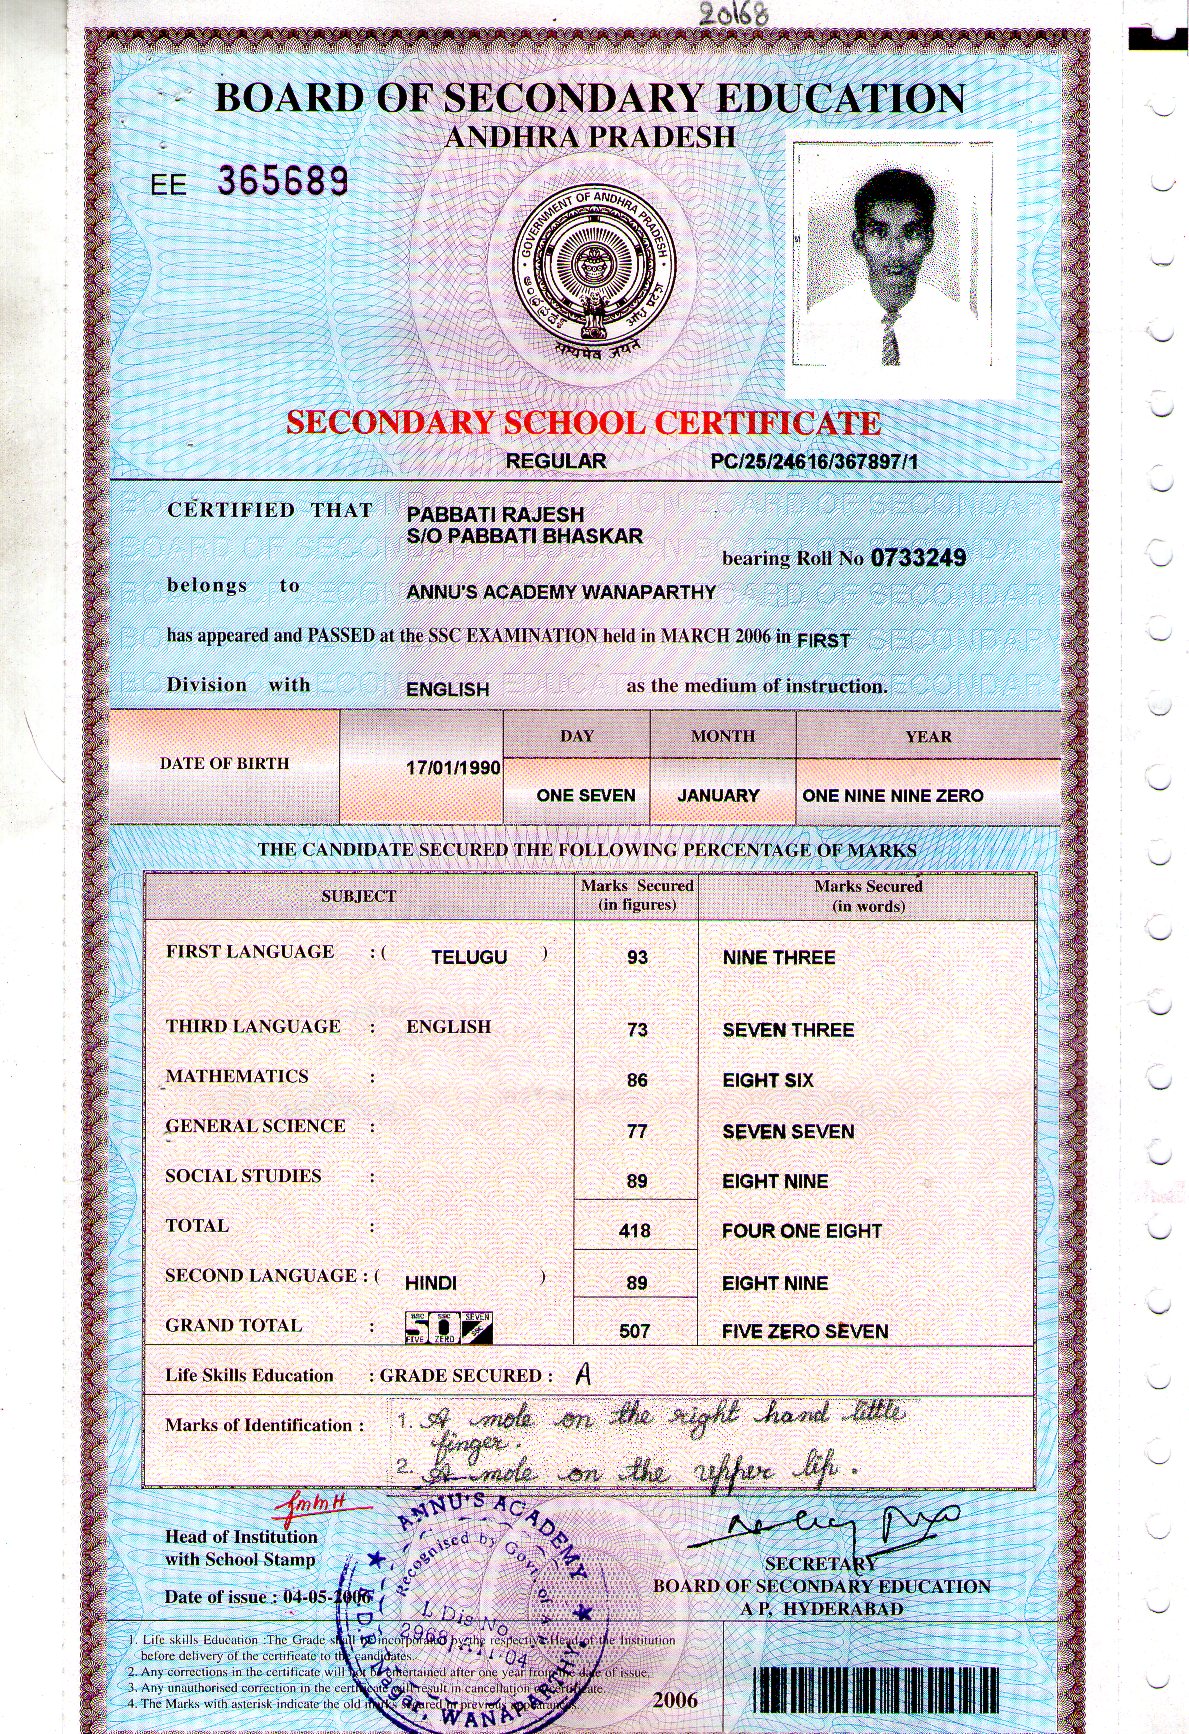 20168
BOARD OF SECONDARY EDUCATION
ANDHRA PRADESH
EE 365689
GOVERNMENT OF ANDHRA PRADESH
सत्यमेव जयते
SECONDARY SCHOOL CERTIFICATE
REGULAR PC/25/24616/367897/1
CERTIFIED THAT PABBATI RAJESH
S/O PABBATI BHASKAR
bearing Roll No 0733249
belongs to ANNU'S ACADEMY WANAPARTHY
has appeared and PASSED at the SSC EXAMINATION held in MARCH 2006 in FIRST
Division with ENGLISH as the medium of instruction.
DAY MONTH YEAR
DATE OF BIRTH 17/01/1990
ONE SEVEN JANUARY ONE NINE NINE ZERO
THE CANDIDATE SECURED THE FOLLOWING PERCENTAGE OF MARKS
SUBJECT Marks Secured (in figures) Marks Secured (in words)
FIRST LANGUAGE : ( TELUGU ) 93 NINE THREE
THIRD LANGUAGE : ENGLISH 73 SEVEN THREE
MATHEMATICS : 86 EIGHT SIX
GENERAL SCIENCE : 77 SEVEN SEVEN
SOCIAL STUDIES : 89 EIGHT NINE
TOTAL : 418 FOUR ONE EIGHT
SECOND LANGUAGE : ( HINDI ) 89 EIGHT NINE
GRAND TOTAL : 507 FIVE ZERO SEVEN
Life Skills Education : GRADE SECURED : A
Marks of Identification : 1. A mole on the right hand little
finger.
2. A mole on the upper lip.
Head of Institution
with School Stamp
Date of issue : 04-05-2006
ANNU'S ACADEMY
Recognised by Govt. of A
L Dis No
SECRETARY
BOARD OF SECONDARY EDUCATION
A P, HYDERABAD
1. Life skills Education :The Grade shall be incorporated by the respective Head of the Institution
before delivery of the certificate to the candidates.
2. Any corrections in the certificate will not be entertained after one year from the date of issue.
3. Any unauthorised correction in the certificate will result in cancellation of certificate.
4. The Marks with asterisk indicate the old marks secured in previous appearances.
2006